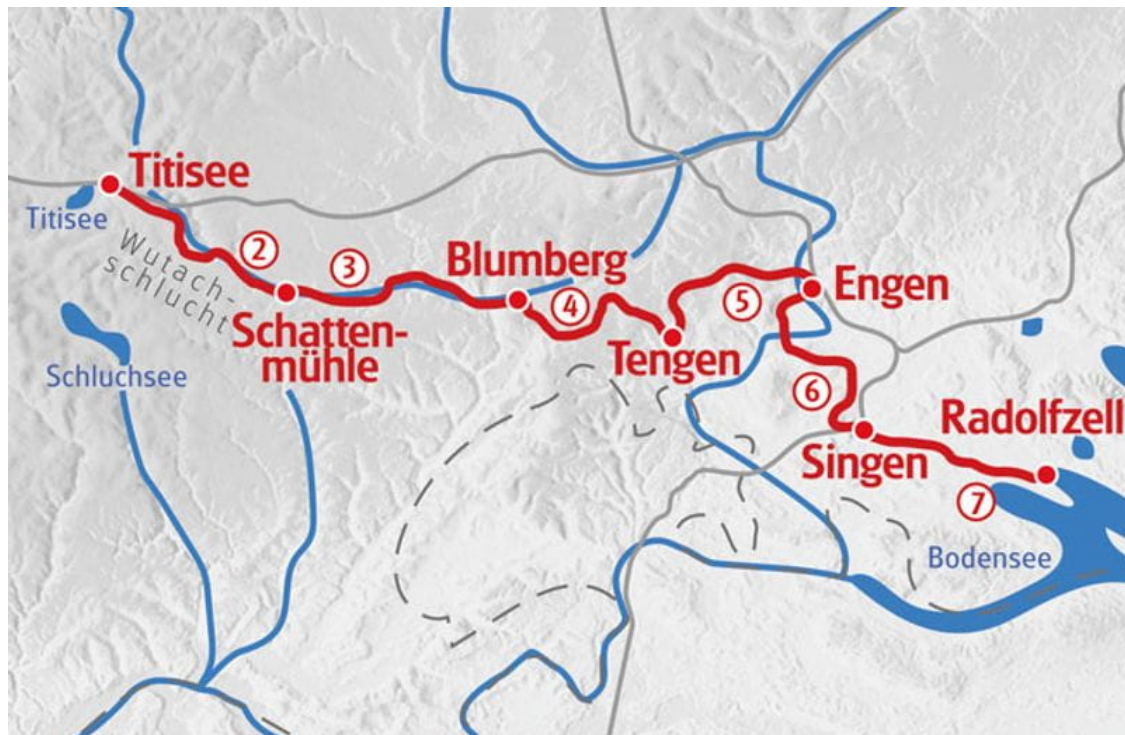 Titisee
Titisee
Wutach-
schlucht
②
③
Blumberg
④
⑤
Engen
Schatten-
mühle
Tengen
Schluchsee
⑥
Radolfzell
Singen
⑦
Bodensee